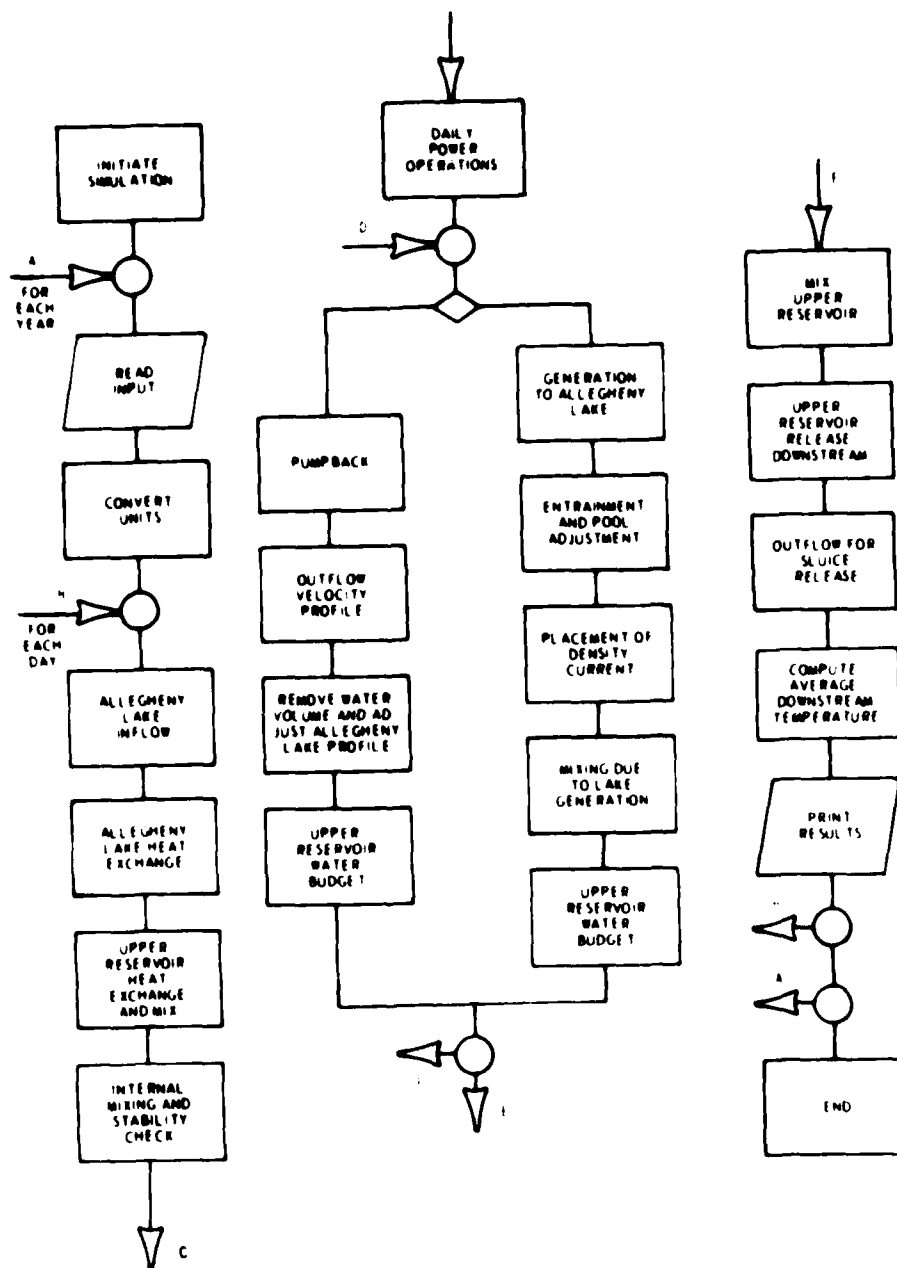 INITIATE
SIMULATION
A
FOR
EACH
YEAR
READ
INPUT
CONVERT
UNITS
FOR
EACH
DAY
ALLEGHENY
LAKE
INFLOW
ALLEGHENY
LAKE HEAT
EXCHANGE
UPPER
RESERVOIR
HEAT
EXCHANGE
AND MIX
INTERNAL
MIXING AND
STABILITY
CHECK
C
DAILY
POWER
OPERATIONS
D
PUMPBACK
OUTFLOW
VELOCITY
PROFILE
REMOVE WATER
VOLUME AND AD
JUST ALLEGHENY
LAKE PROFILE
UPPER
RESERVOIR
WATER
BUDGET
GENERATION
TO ALLEGHENY
LAKE
ENTRAINMENT
AND POOL
ADJUSTMENT
PLACEMENT OF
DENSITY
CURRENT
MIXING DUE
TO LAKE
GENERATION
UPPER
RESERVOIR
WATER
BUDGET
MIX
UPPER
RESERVOIR
UPPER
RESERVOIR
RELEASE
DOWNSTREAM
OUTFLOW FOR
SLUICE
RELEASE
COMPUTE
AVERAGE
DOWNSTREAM
TEMPERATURE
PRINT
RESULTS
A
END